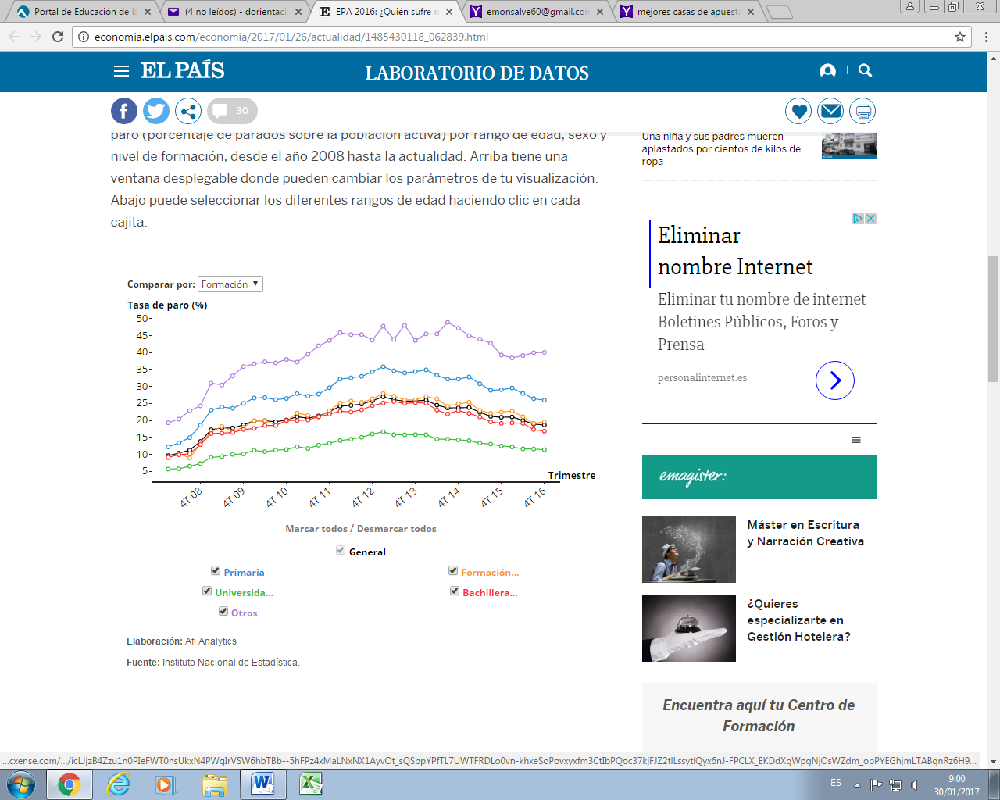 Portal de Educación de la
(4 no leídos) - dorientaci
EPA 2016: ¿Quién sufre m
emonsalve60@gmail.com
mejores casas de apuesta
economia.elpais.com/economia/2017/01/26/actualidad/1485430118_062839.html
EL PAÍS
LABORATORIO DE DATOS
30
paro (porcentaje de parados sobre la población activa) por rango de edad, sexo y
nivel de formación, desde el año 2008 hasta la actualidad. Arriba tiene una
ventana desplegable donde pueden cambiar los parámetros de tu visualización.
Abajo puede seleccionar los diferentes rangos de edad haciendo clic en cada
cajita.
Comparar por: Formación
Tasa de paro (%)
50
45
40
35
30
25
20
15
10
5
Trimestre
4T 08
4T 09
4T 10
4T 11
4T 12
4T 13
4T 14
4T 15
4T 16
Marcar todos / Desmarcar todos
General
Primaria
Formación...
Universida...
Bachillera...
Otros
Elaboración: Afi Analytics
Fuente: Instituto Nacional de Estadística.
Una niña y sus padres mueren
aplastados por cientos de kilos de
ropa
Eliminar
nombre Internet
Eliminar tu nombre de internet
Boletines Públicos, Foros y
Prensa
personalinternet.es
emagister:
Máster en Escritura
y Narración Creativa
¿Quieres
especializarte en
Gestión Hotelera?
Encuentra aquí tu Centro de
Formación
ES
9:00
30/01/2017